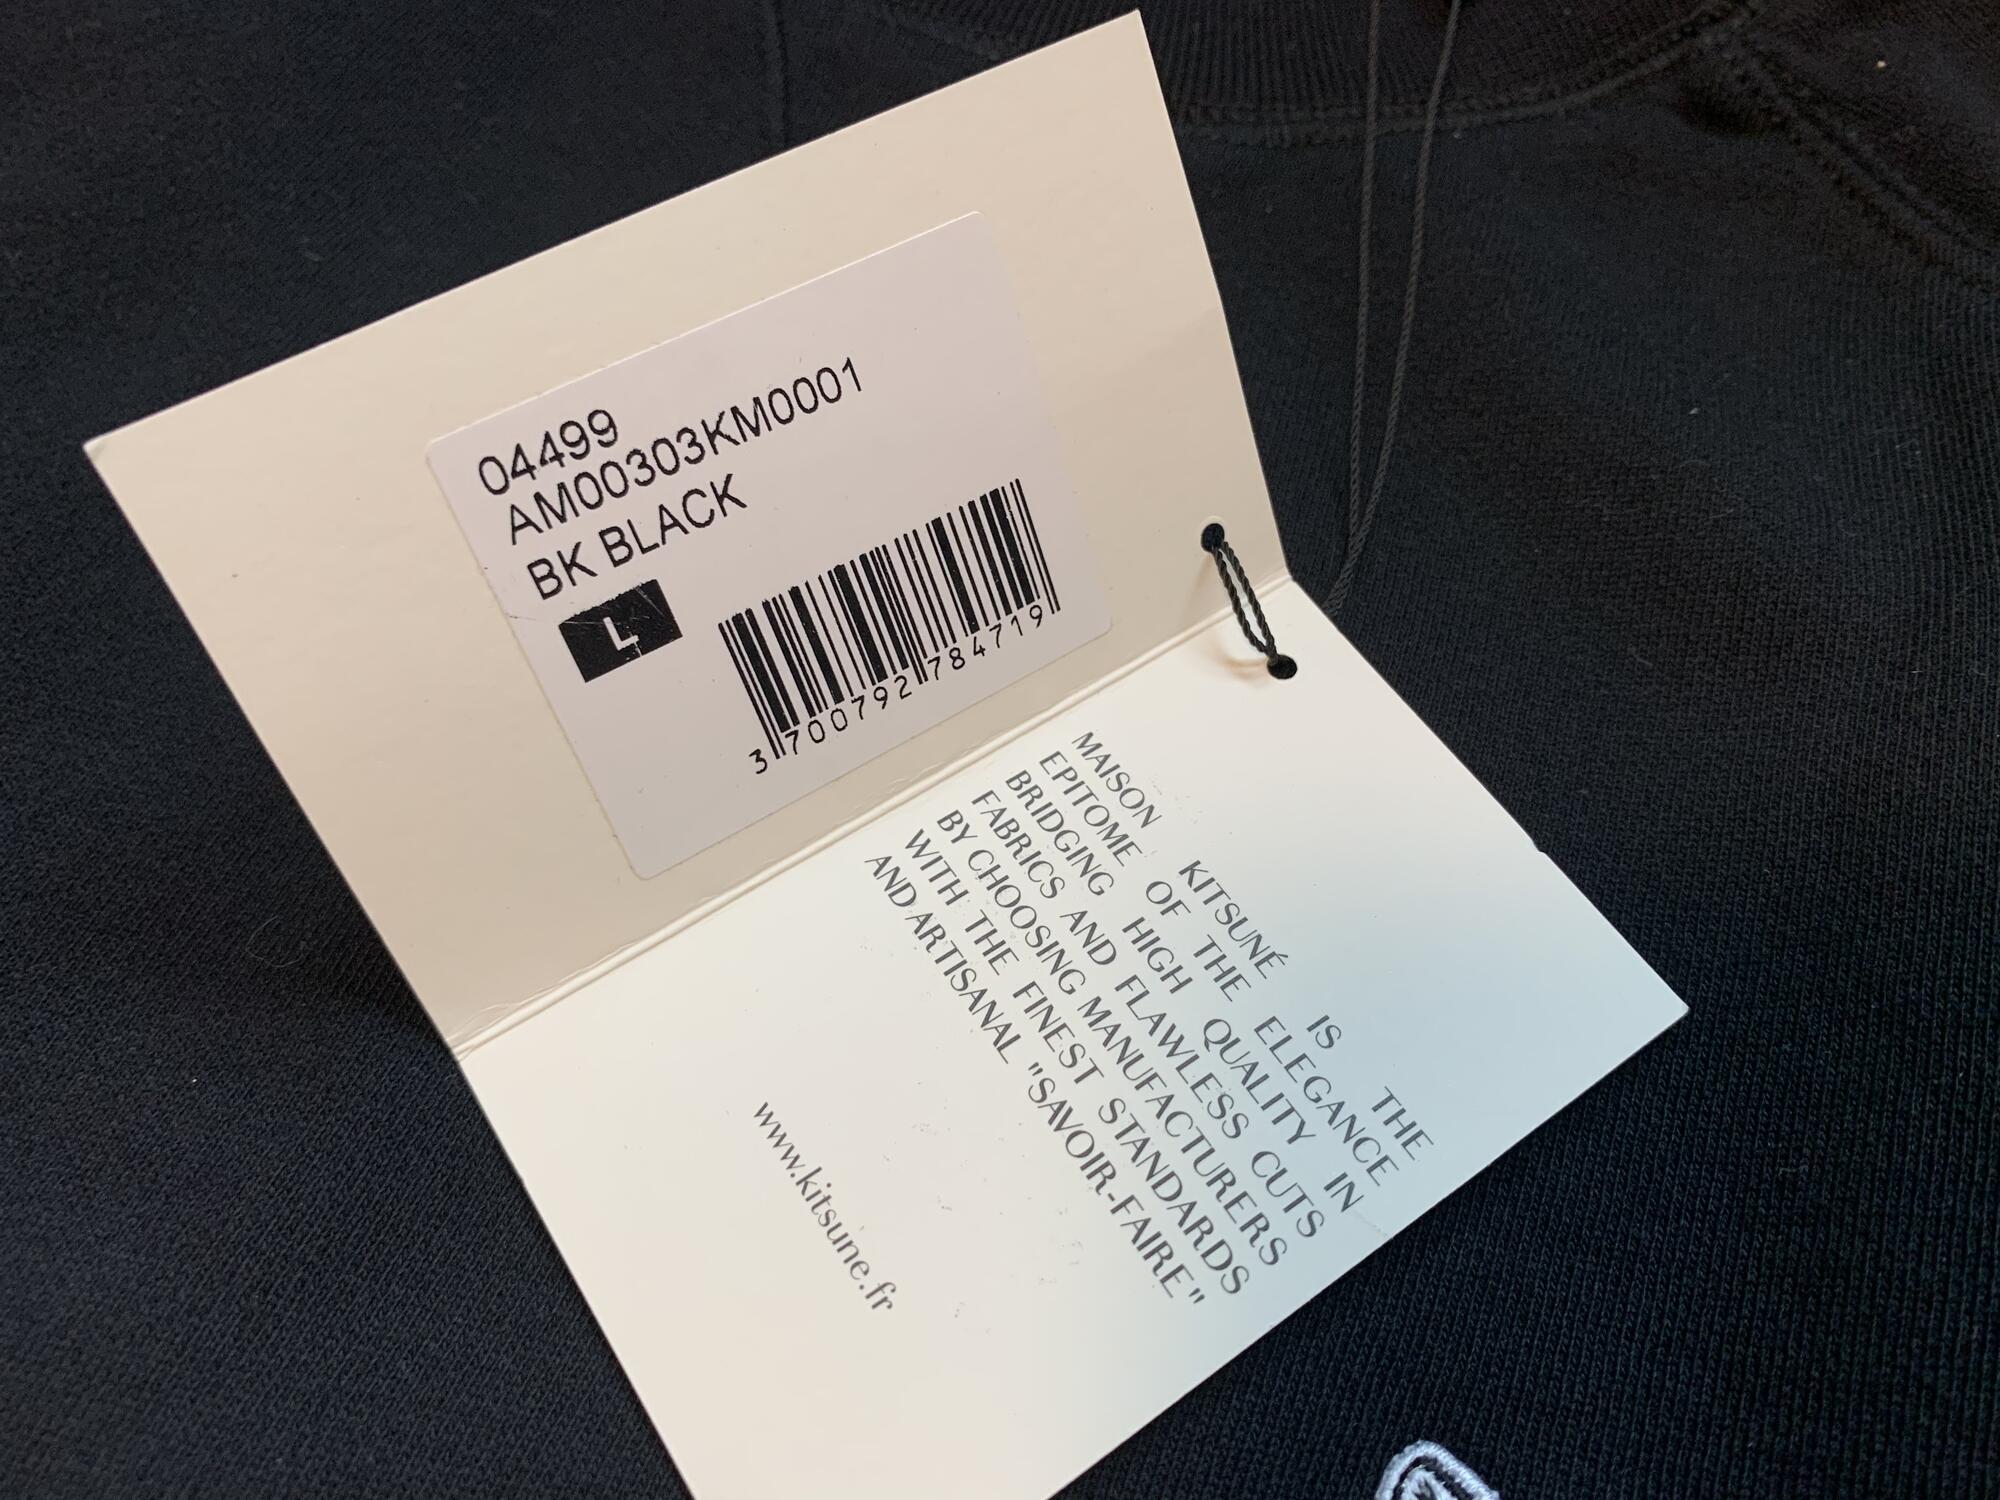 04499
AM00303KM0001
BK BLACK
L
3 700792 784719
MAISON KITSUNÉ IS THE
EPITOME OF THE ELEGANCE
BRIDGING HIGH QUALITY IN
FABRICS AND FLAWLESS CUTS
BY CHOOSING MANUFACTURERS
WITH THE FINEST STANDARDS
AND ARTISANAL "SAVOIR-FAIRE"
www.kitsune.fr